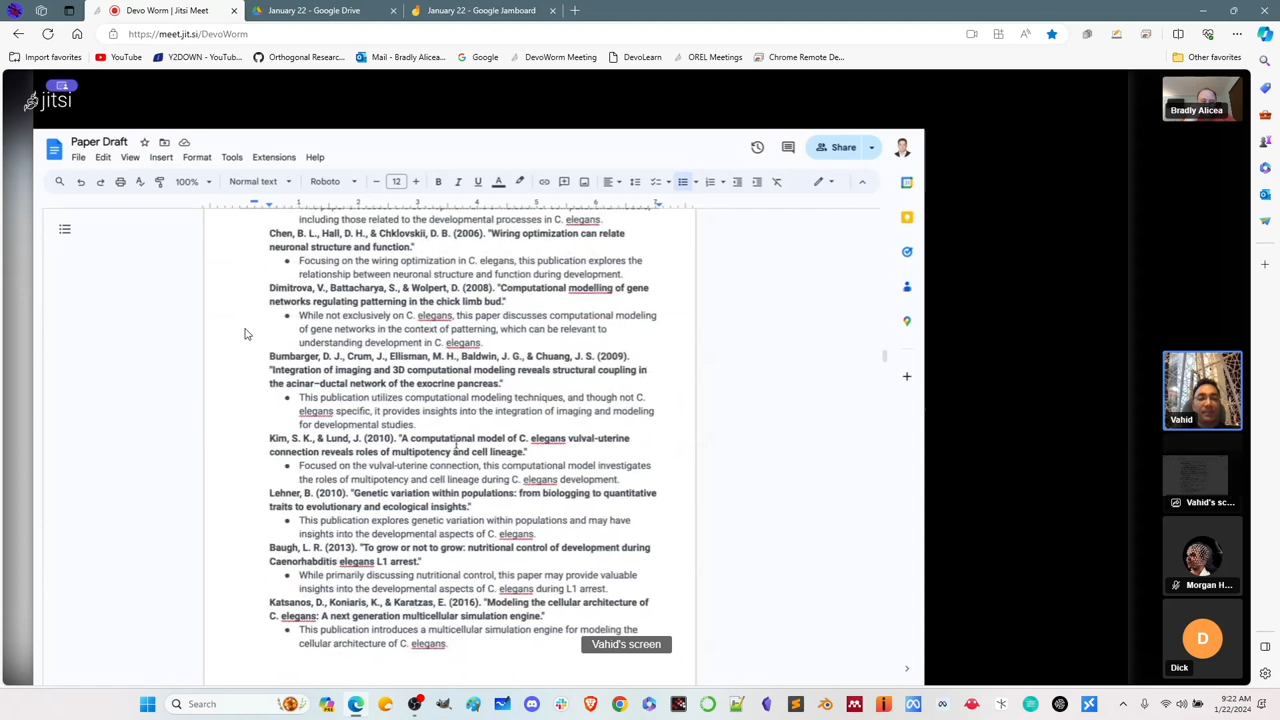 Devo Worm | Jitsi Meet
January 22 - Google Drive
January 22 - Google Jamboard
https://meet.jit.si/DevoWorm
Import favorites
YouTube
Y2DOWN - YouTub...
Orthogonal Researc...
Mail - Bradly Alicea...
Google
DevoWorm Meeting
DevoLearn
OREL Meetings
Chrome Remote De...
Other favorites
jitsi
Bradly Alicea
Paper Draft
File Edit View Insert Format Tools Extensions Help
Share
100% Normal text Roboto 12
1 2 3 4 5 6 7
including those related to the developmental processes in C. elegans.
Chen, B. L., Hall, D. H., & Chklovskii, D. B. (2006). "Wiring optimization can relate
neuronal structure and function."
● Focusing on the wiring optimization in C. elegans, this publication explores the
relationship between neuronal structure and function during development.
Dimitrova, V., Battacharya, S., & Wolpert, D. (2008). "Computational modelling of gene
networks regulating patterning in the chick limb bud."
● While not exclusively on C. elegans, this paper discusses computational modeling
of gene networks in the context of patterning, which can be relevant to
understanding development in C. elegans.
Bumbarger, D. J., Crum, J., Ellisman, M. H., Baldwin, J. G., & Chuang, J. S. (2009).
"Integration of imaging and 3D computational modeling reveals structural coupling in
the acinar–ductal network of the exocrine pancreas."
● This publication utilizes computational modeling techniques, and though not C.
elegans specific, it provides insights into the integration of imaging and modeling
for developmental studies.
Kim, S. K., & Lund, J. (2010). "A computational model of C. elegans vulval-uterine
connection reveals roles of multipotency and cell lineage."
● Focused on the vulval-uterine connection, this computational model investigates
the roles of multipotency and cell lineage during C. elegans development.
Lehner, B. (2010). "Genetic variation within populations: from biologging to quantitative
traits to evolutionary and ecological insights."
● This publication explores genetic variation within populations and may have
insights into the developmental aspects of C. elegans.
Baugh, L. R. (2013). "To grow or not to grow: nutritional control of development during
Caenorhabditis elegans L1 arrest."
● While primarily discussing nutritional control, this paper may provide valuable
insights into the developmental aspects of C. elegans during L1 arrest.
Katsanos, D., Koniaris, K., & Karatzas, E. (2016). "Modeling the cellular architecture of
C. elegans: A next generation multicellular simulation engine."
● This publication introduces a multicellular simulation engine for modeling the
cellular architecture of C. elegans.
Vahid's screen
Vahid
Vahid's sc...
Morgan H...
D
Dick
Search
9:22 AM
1/22/2024